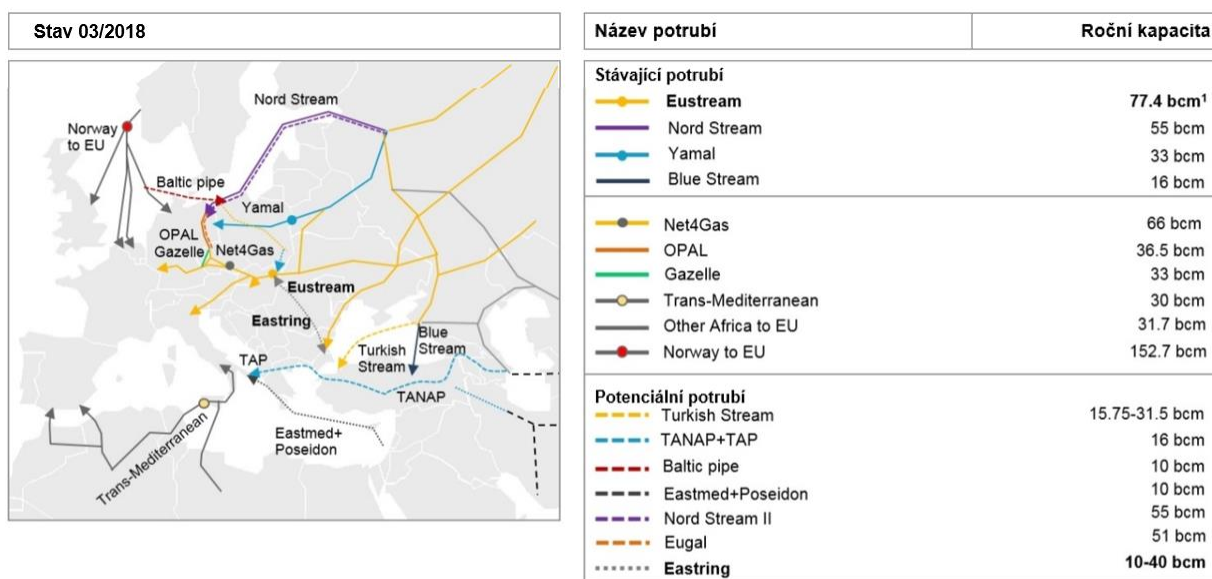 Stav 03/2018
Název potrubí Roční kapacita
Nord Stream
Norway
to EU
Baltic pipe
Yamal
OPAL
Gazelle
Net4Gas
Eustream
Eastring
Blue
Stream
Turkish
Stream
TAP
TANAP
Eastmed+
Poseidon
Trans-Mediterranean
Stávající potrubí
Eustream 77.4 bcm¹
Nord Stream 55 bcm
Yamal 33 bcm
Blue Stream 16 bcm
Net4Gas 66 bcm
OPAL 36.5 bcm
Gazelle 33 bcm
Trans-Mediterranean 30 bcm
Other Africa to EU 31.7 bcm
Norway to EU 152.7 bcm
Potenciální potrubí
Turkish Stream 15.75-31.5 bcm
TANAP+TAP 16 bcm
Baltic pipe 10 bcm
Eastmed+Poseidon 10 bcm
Nord Stream II 55 bcm
Eugal 51 bcm
Eastring 10-40 bcm